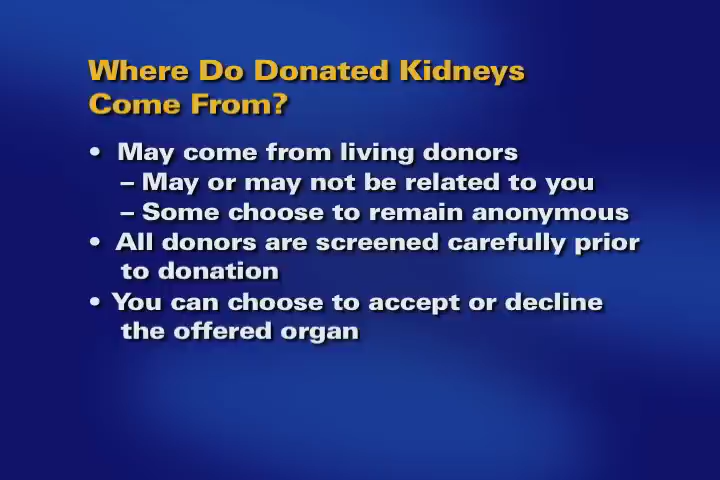 Where Do Donated Kidneys
Come From?
• May come from living donors
– May or may not be related to you
– Some choose to remain anonymous
• All donors are screened carefully prior
to donation
• You can choose to accept or decline
the offered organ